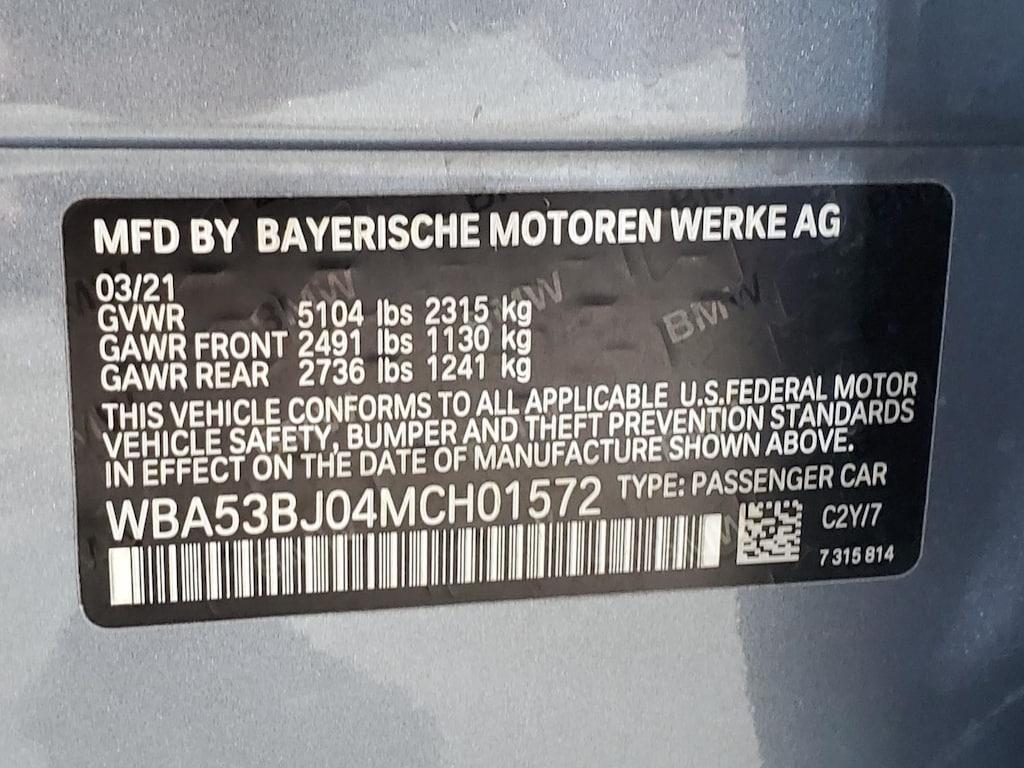 MFD BY BAYERISCHE MOTOREN WERKE AG
03/21
GVWR 5104 lbs 2315 kg
GAWR FRONT 2491 lbs 1130 kg
GAWR REAR 2736 lbs 1241 kg
THIS VEHICLE CONFORMS TO ALL APPLICABLE U.S.FEDERAL MOTOR
VEHICLE SAFETY, BUMPER AND THEFT PREVENTION STANDARDS
IN EFFECT ON THE DATE OF MANUFACTURE SHOWN ABOVE.
WBA53BJ04MCH01572 TYPE: PASSENGER CAR
C2Y/7
7 315 814